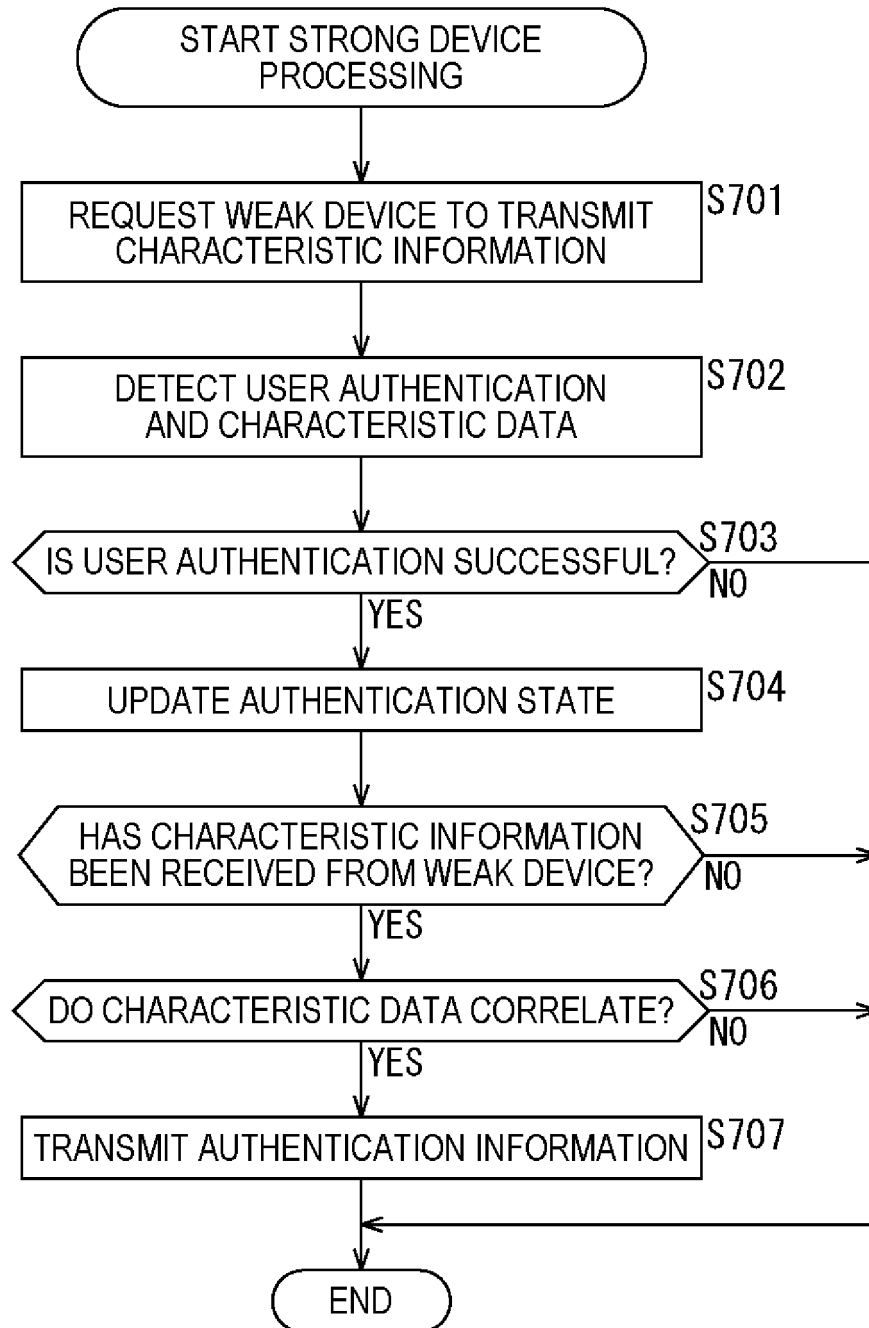 START STRONG DEVICE
PROCESSING
REQUEST WEAK DEVICE TO TRANSMIT
CHARACTERISTIC INFORMATION
S701
DETECT USER AUTHENTICATION
AND CHARACTERISTIC DATA
S702
IS USER AUTHENTICATION SUCCESSFUL?
S703
NO
YES
UPDATE AUTHENTICATION STATE
S704
HAS CHARACTERISTIC INFORMATION
BEEN RECEIVED FROM WEAK DEVICE?
S705
NO
YES
DO CHARACTERISTIC DATA CORRELATE?
S706
NO
YES
TRANSMIT AUTHENTICATION INFORMATION
S707
END